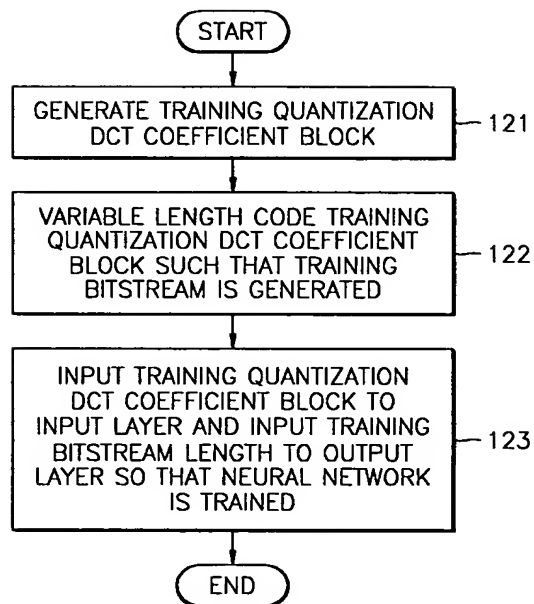 START
GENERATE TRAINING QUANTIZATION
DCT COEFFICIENT BLOCK
121
VARIABLE LENGTH CODE TRAINING
QUANTIZATION DCT COEFFICIENT
BLOCK SUCH THAT TRAINING
BITSTREAM IS GENERATED
122
INPUT TRAINING QUANTIZATION
DCT COEFFICIENT BLOCK TO
INPUT LAYER AND INPUT TRAINING
BITSTREAM LENGTH TO OUTPUT
LAYER SO THAT NEURAL NETWORK
IS TRAINED
123
END